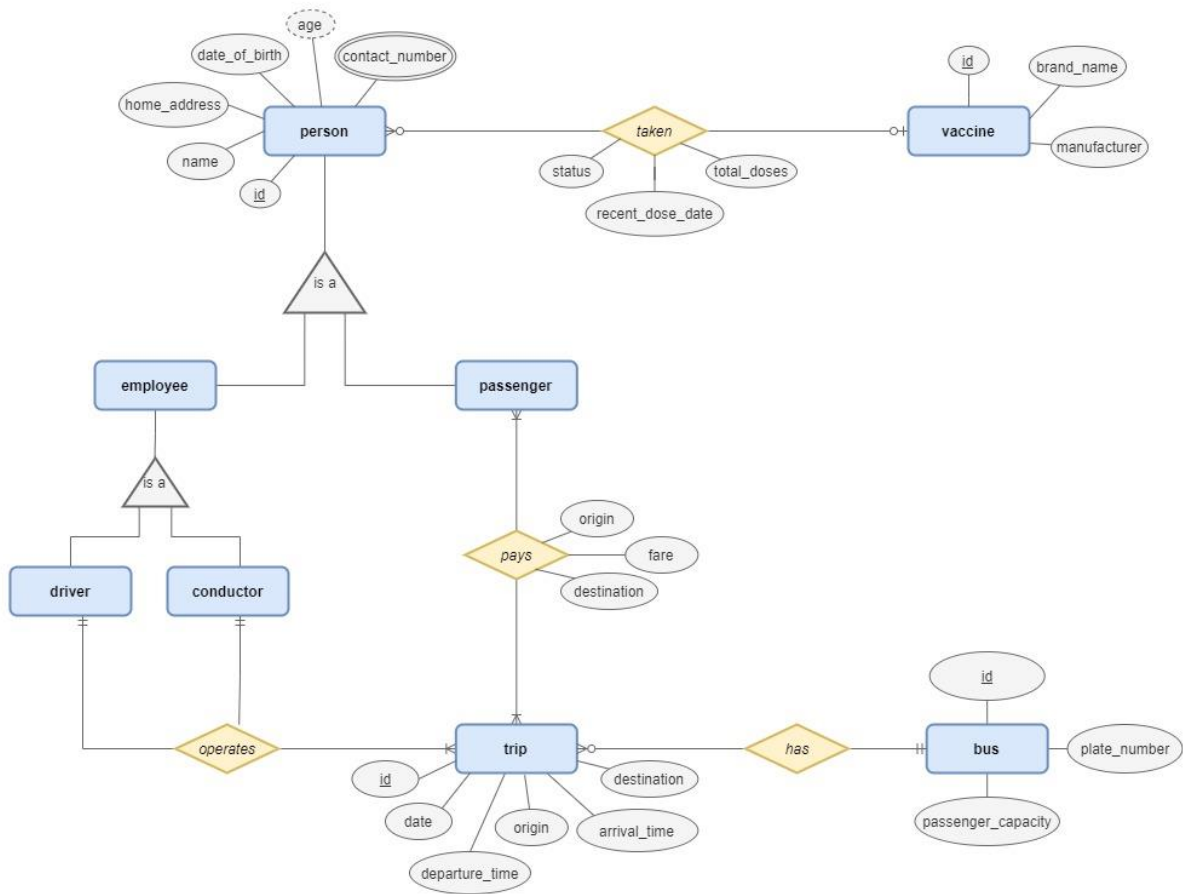 age
date_of_birth
contact_number
id
brand_name
home_address
person
taken
vaccine
manufacturer
name
status
total_doses
id
recent_dose_date
is a
employee
passenger
is a
origin
pays
fare
destination
driver
conductor
id
operates
trip
has
bus
plate_number
id
destination
date
origin
arrival_time
passenger_capacity
departure_time